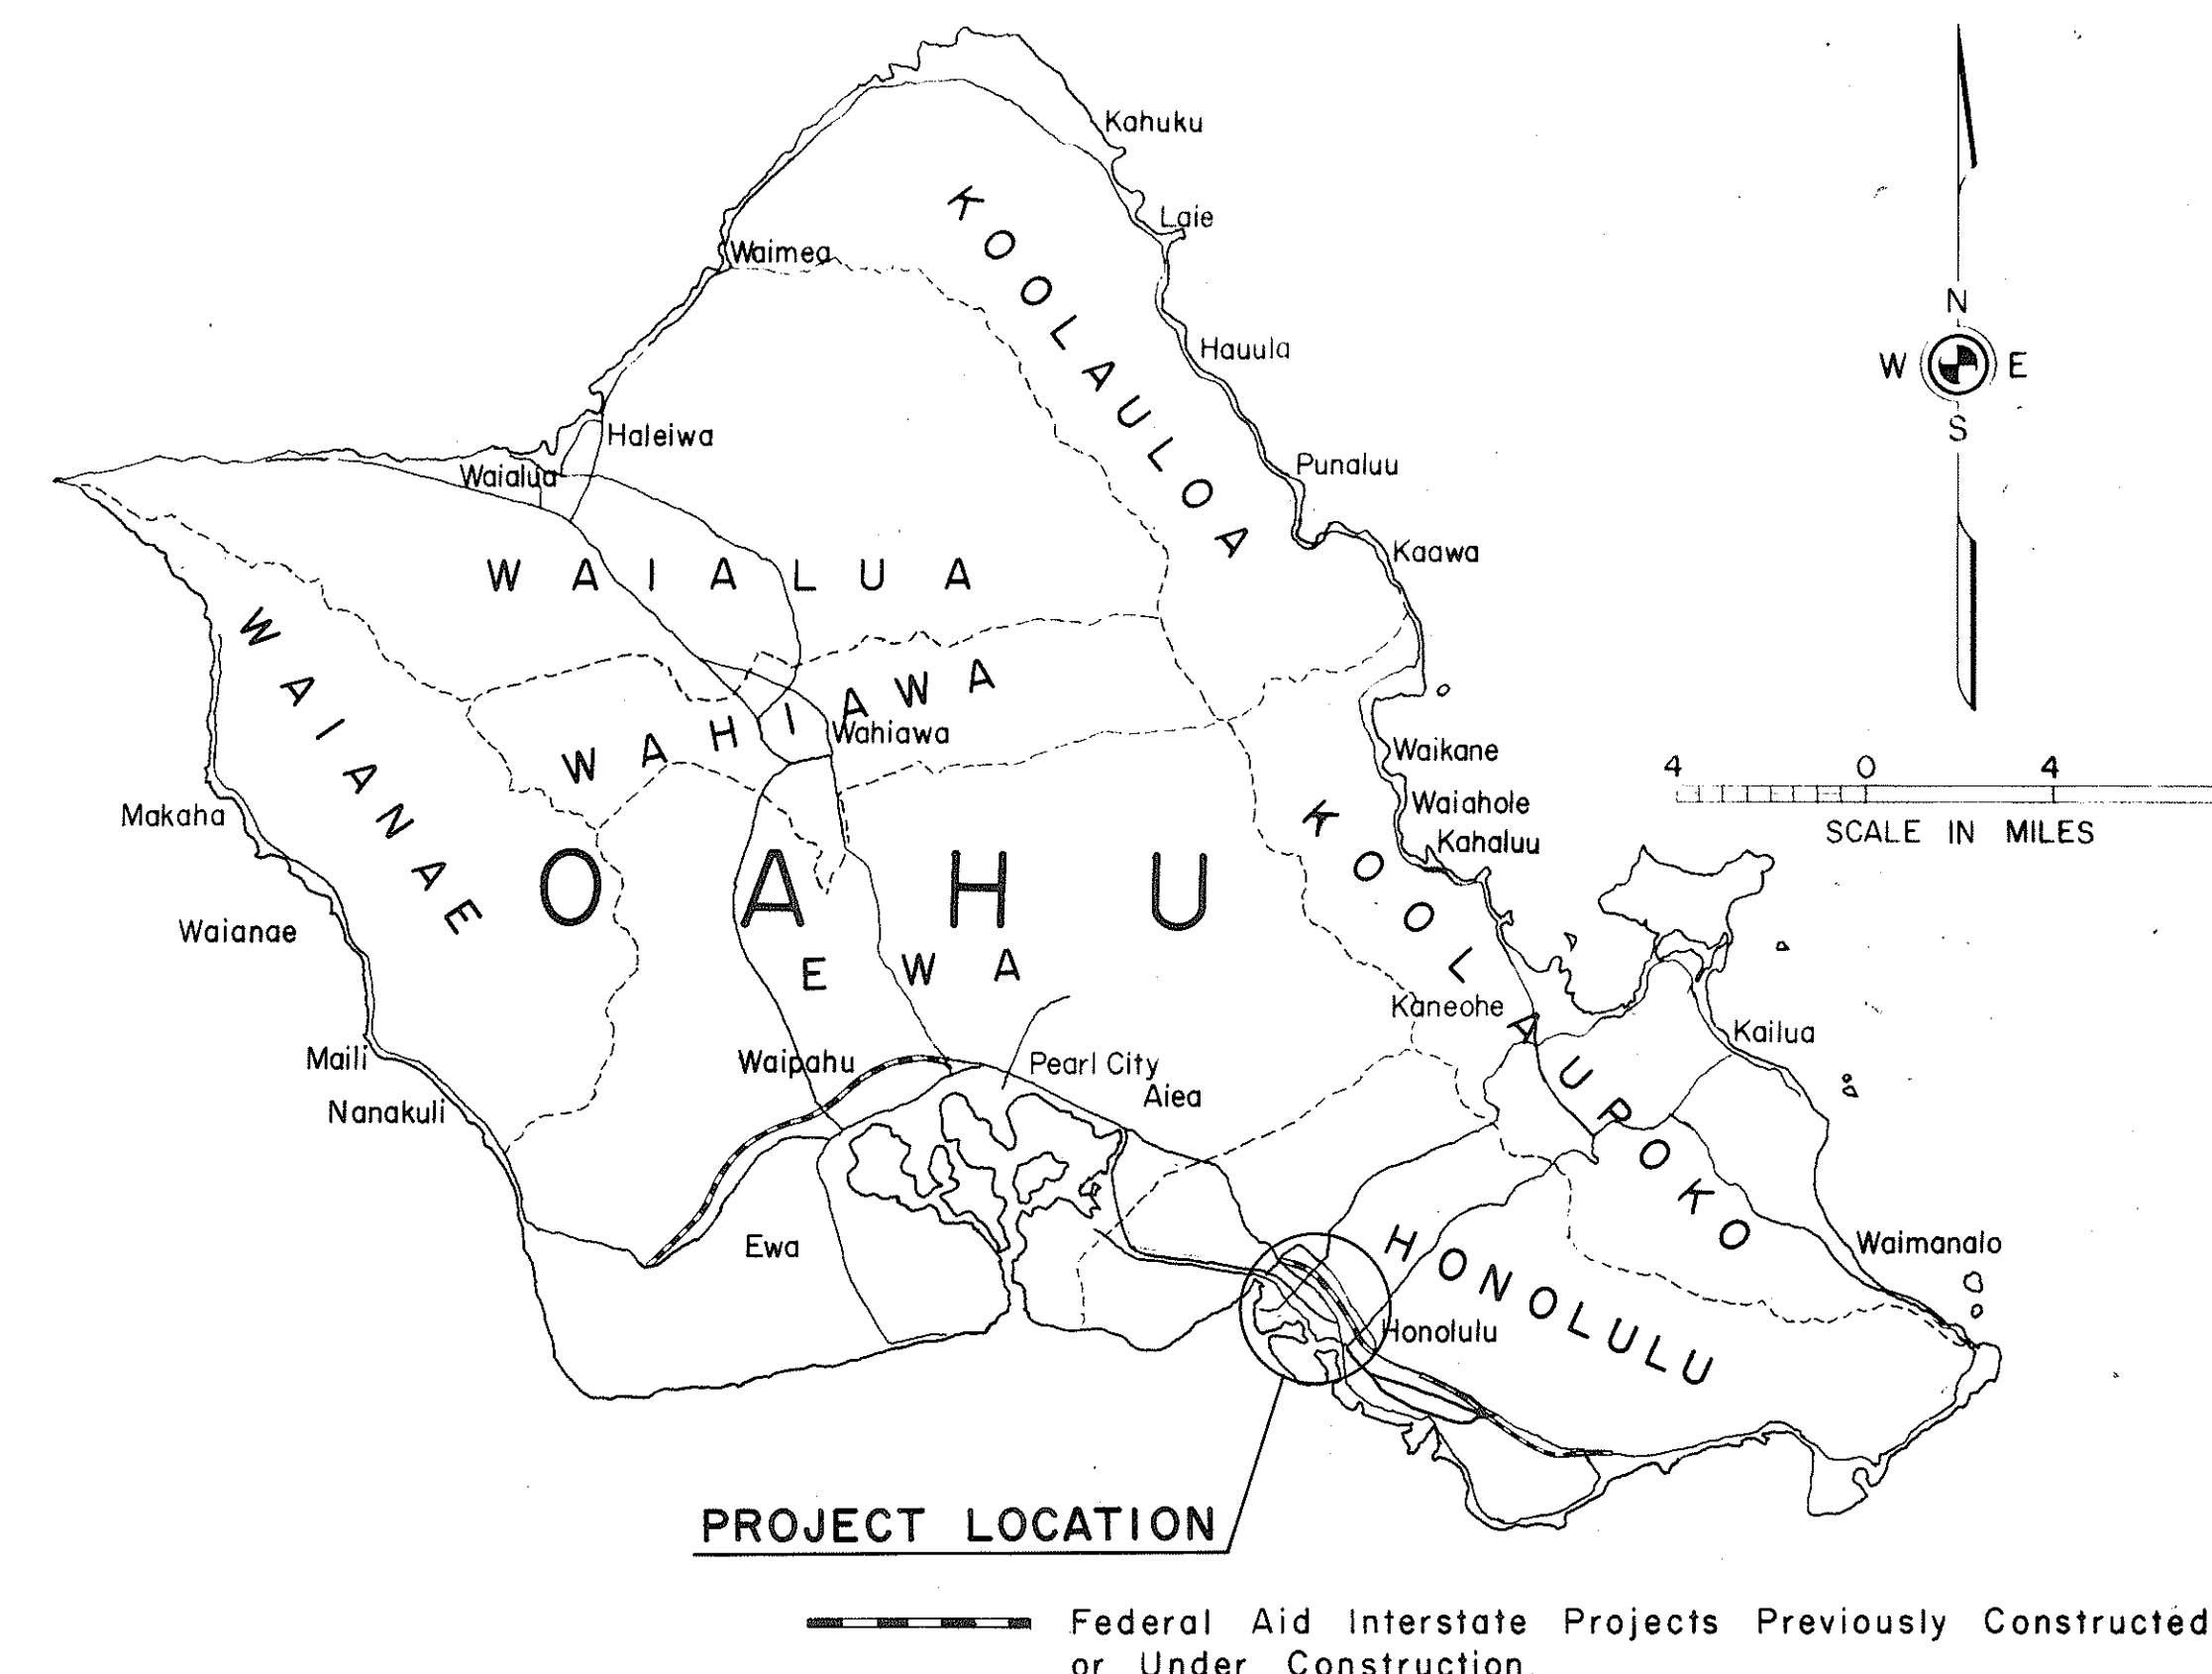 Kahuku
Laie
Waimea
KOOLAULOA
Hauula
N
W E
S
Haleiwa
Waialua
Punaluu
Kaawa
WAIALUA
WAIANAE
WAHIAWA
Wahiawa
Waikane
4 0 4
Waiahole
SCALE IN MILES
Makaha
Kahaluu
KOOLAUPOKO
OAHU
Waianae
EWA
Kaneohe
Kailua
Maili
Waipahu
Pearl City
Aiea
Nanakuli
Ewa
HONOLULU
Waimanalo
Honolulu
PROJECT LOCATION
Federal Aid Interstate Projects Previously Constructed
or Under Construction.